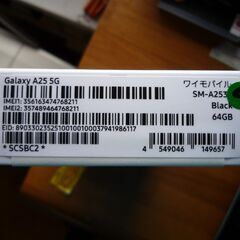 Galaxy A25 5G
ワイモバイル
IMEI1: 356163474768211
SM-A253
IMEI2: 357489464768211
Black
64GB
EID: 89033023525100100100037941986117
*SCSBC2*
4 549046 149657